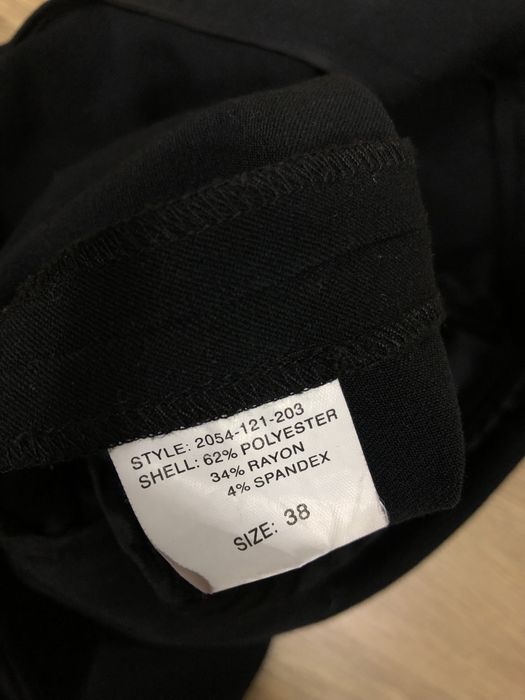 STYLE: 2054-121-203
SHELL: 62% POLYESTER
34% RAYON
4% SPANDEX
SIZE: 38